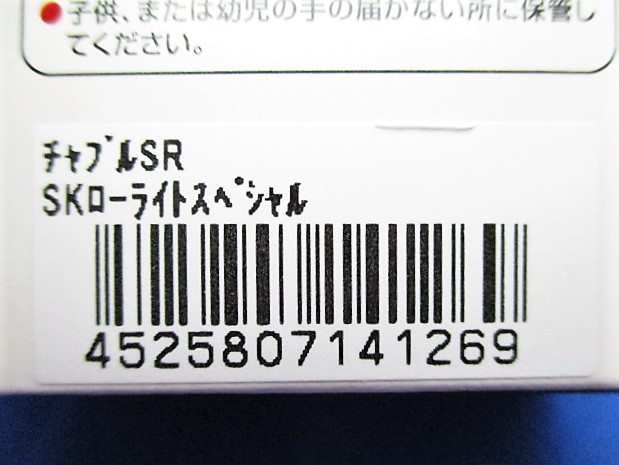 ●子供、または幼児の手の届かない所に保管し
てください。
ﾁｬﾌﾞﾙSR
SKﾛｰﾗｲﾄｽﾍﾟｼｬﾙ
4525807141269